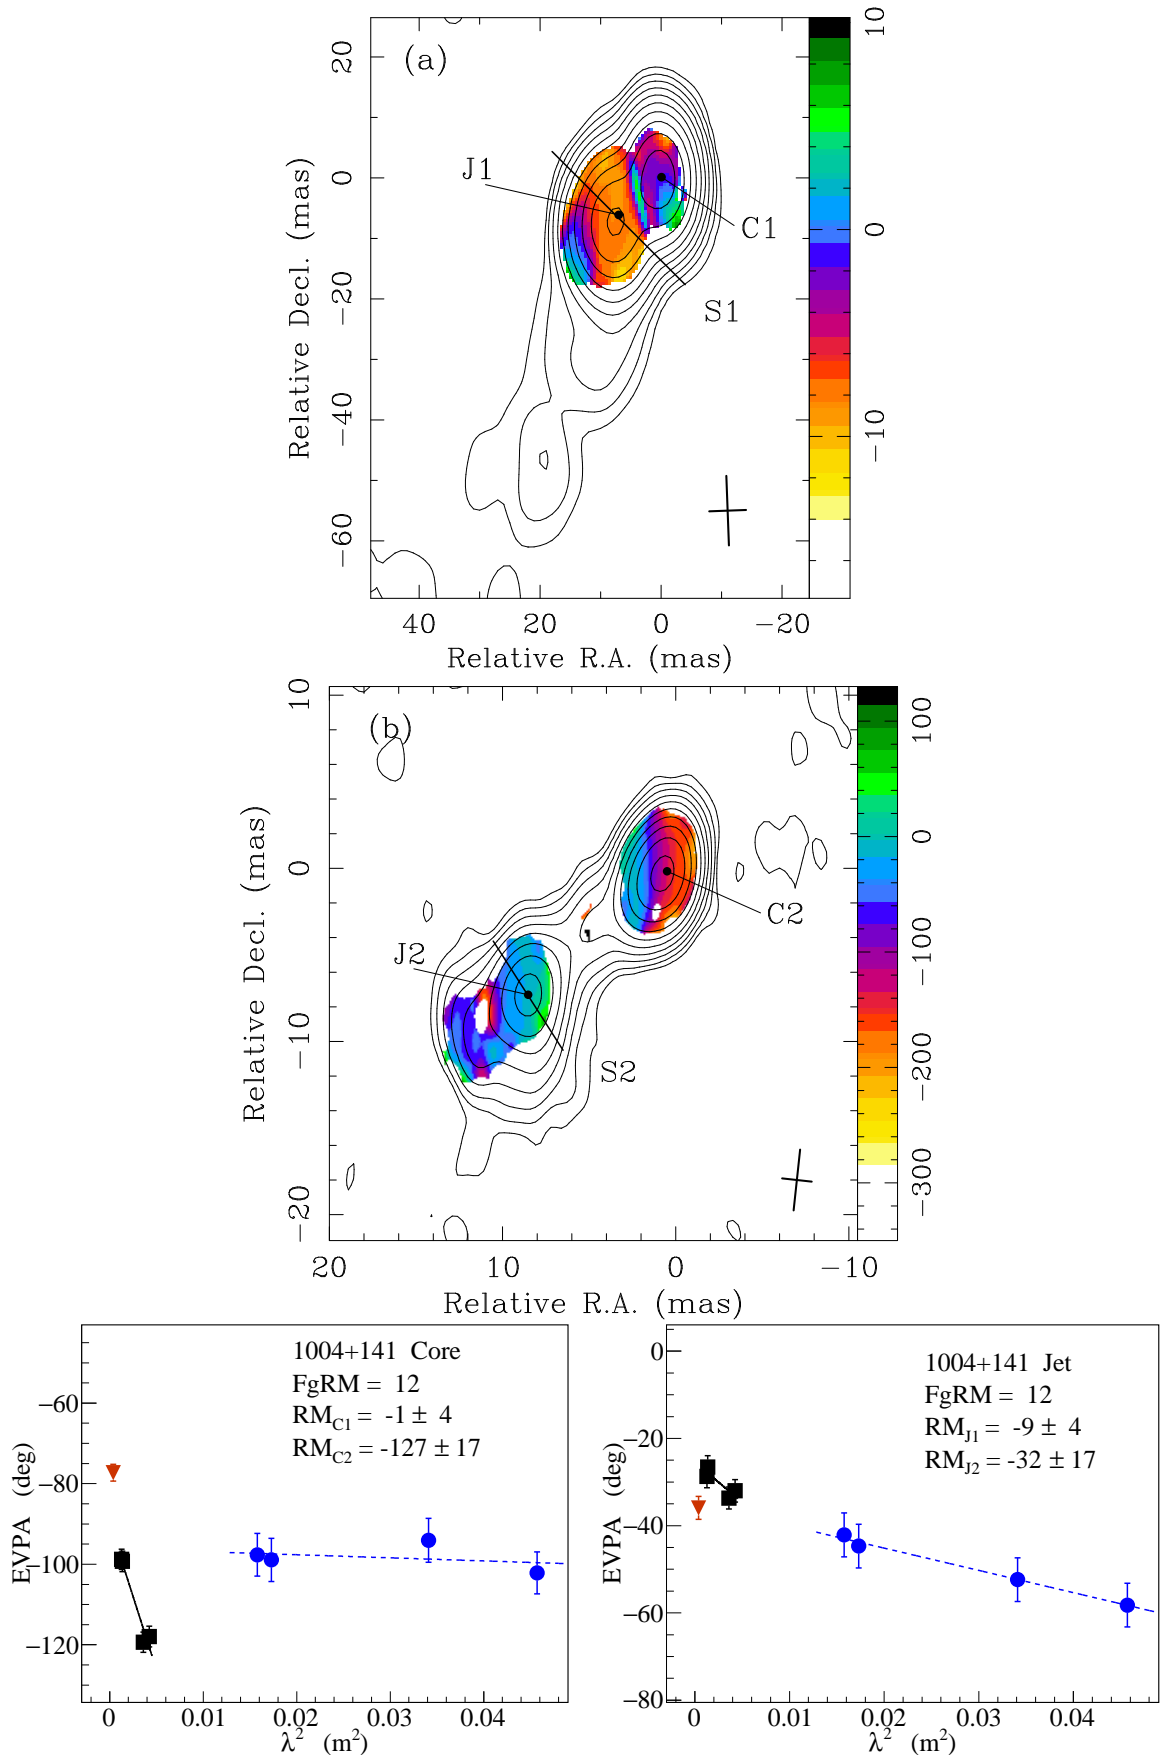 (a)
20
0
−20
−40
−60
Relative Decl. (mas)
J1
C1
S1
10
0
−10
40
20
0
−20
Relative R.A. (mas)
(b)
10
0
−10
−20
Relative Decl. (mas)
J2
C2
S2
100
0
−100
−200
−300
20
10
0
−10
Relative R.A. (mas)
1004+141 Core
FgRM = 12
RM_C1 = -1 ± 4
RM_C2 = -127 ± 17
EVPA (deg)
−60
−80
−100
−120
0
0.01
0.02
0.03
0.04
λ² (m²)
1004+141 Jet
FgRM = 12
RM_J1 = -9 ± 4
RM_J2 = -32 ± 17
EVPA (deg)
0
−20
−40
−60
−80
0
0.01
0.02
0.03
0.04
λ² (m²)